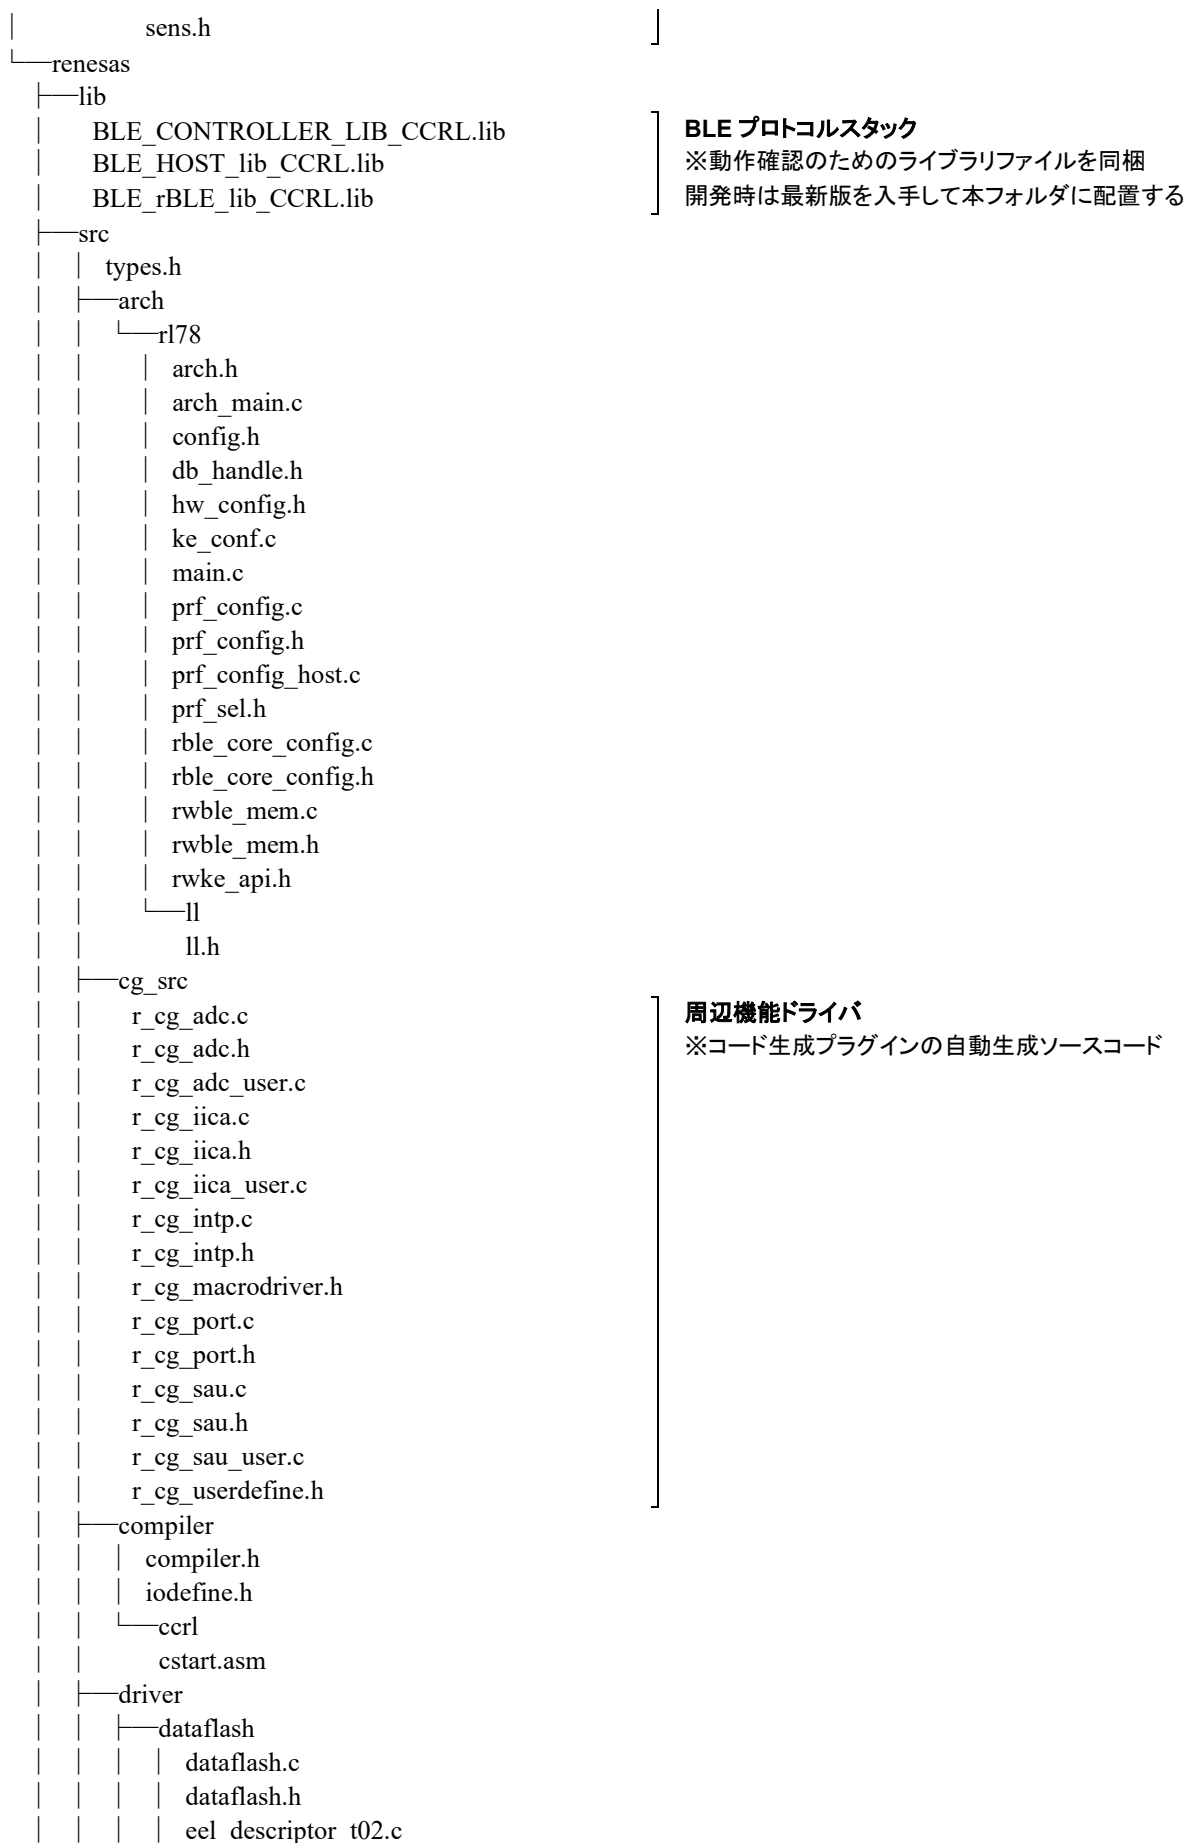 │ sens.h
└──renesas
├──lib
│ BLE_CONTROLLER_LIB_CCRL.lib BLE プロトコルスタック
│ BLE_HOST_lib_CCRL.lib ※動作確認のためのライブラリファイルを同梱
│ BLE_rBLE_lib_CCRL.lib 開発時は最新版を入手して本フォルダに配置する
├──src
│ │ types.h
│ ├──arch
│ │ └──rl78
│ │ │ arch.h
│ │ │ arch_main.c
│ │ │ config.h
│ │ │ db_handle.h
│ │ │ hw_config.h
│ │ │ ke_conf.c
│ │ │ main.c
│ │ │ prf_config.c
│ │ │ prf_config.h
│ │ │ prf_config_host.c
│ │ │ prf_sel.h
│ │ │ rble_core_config.c
│ │ │ rble_core_config.h
│ │ │ rwble_mem.c
│ │ │ rwble_mem.h
│ │ │ rwke_api.h
│ │ └──ll
│ │ ll.h
│ ├──cg_src
│ │ r_cg_adc.c 周辺機能ドライバ
│ │ r_cg_adc.h ※コード生成プラグインの自動生成ソースコード
│ │ r_cg_adc_user.c
│ │ r_cg_iica.c
│ │ r_cg_iica.h
│ │ r_cg_iica_user.c
│ │ r_cg_intp.c
│ │ r_cg_intp.h
│ │ r_cg_macrodriver.h
│ │ r_cg_port.c
│ │ r_cg_port.h
│ │ r_cg_sau.c
│ │ r_cg_sau.h
│ │ r_cg_sau_user.c
│ │ r_cg_userdefine.h
│ ├──compiler
│ │ │ compiler.h
│ │ │ iodefine.h
│ │ └──ccrl
│ │ cstart.asm
│ ├──driver
│ │ ├──dataflash
│ │ │ │ dataflash.c
│ │ │ │ dataflash.h
│ │ │ │ eel_descriptor_t02.c